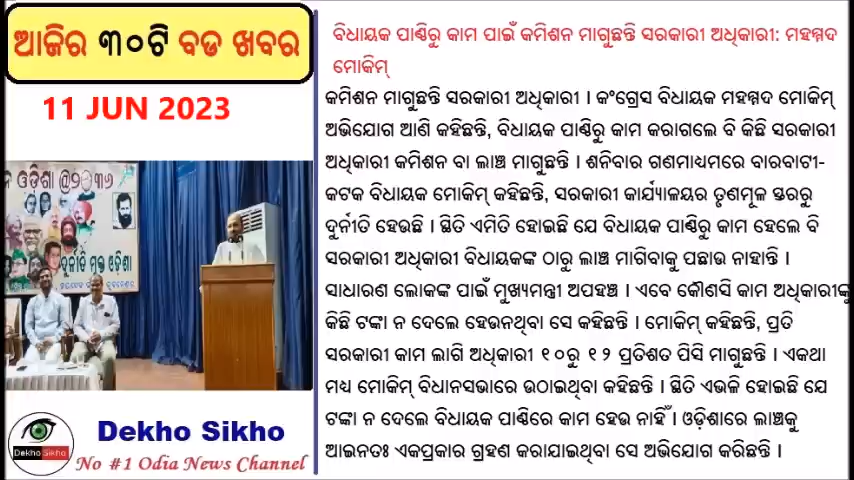 ଆଜିର ୩୦ଟି ବଡ ଖବର
11 JUN 2023
ନ ଓଡ଼ିଶା @୨୦୩୬
ଦୁର୍ନୀତି ମୁକ୍ତ ଓଡ଼ିଶା
Dekho Sikho
Dekho Sikho
No #1 Odia News Channel
ବିଧାୟକ ପାଣ୍ଠିରୁ କାମ ପାଇଁ କମିଶନ ମାଗୁଛନ୍ତି ସରକାରୀ ଅଧିକାରୀ: ମହମ୍ମଦ
ମୋକିମ୍
କମିଶନ ମାଗୁଛନ୍ତି ସରକାରୀ ଅଧିକାରୀ । କଂଗ୍ରେସ ବିଧାୟକ ମହମ୍ମଦ ମୋକିମ୍
ଅଭିଯୋଗ ଆଣି କହିଛନ୍ତି, ବିଧାୟକ ପାଣ୍ଠିରୁ କାମ କରାଗଲେ ବି କିଛି ସରକାରୀ
ଅଧିକାରୀ କମିଶନ ବା ଲାଞ୍ଚ ମାଗୁଛନ୍ତି । ଶନିବାର ଗଣମାଧ୍ୟମରେ ବାରବାଟୀ-
କଟକ ବିଧାୟକ ମୋକିମ୍ କହିଛନ୍ତି, ସରକାରୀ କାର୍ଯ୍ୟାଳୟର ତୃଣମୂଳ ସ୍ତରରୁ
ଦୁର୍ନୀତି ହେଉଛି । ସ୍ଥିତି ଏମିତି ହୋଇଛି ଯେ ବିଧାୟକ ପାଣ୍ଠିରୁ କାମ ହେଲେ ବି
ସରକାରୀ ଅଧିକାରୀ ବିଧାୟକଙ୍କ ଠାରୁ ଲାଞ୍ଚ ମାଗିବାକୁ ପଛାଉ ନାହାନ୍ତି ।
ସାଧାରଣ ଲୋକଙ୍କ ପାଇଁ ମୁଖ୍ୟମନ୍ତ୍ରୀ ଅପହଞ୍ଚ । ଏବେ କୌଣସି କାମ ଅଧିକାରୀଙ୍କୁ
କିଛି ଟଙ୍କା ନ ଦେଲେ ହେଉନଥିବା ସେ କହିଛନ୍ତି । ମୋକିମ୍ କହିଛନ୍ତି, ପ୍ରତି
ସରକାରୀ କାମ ଲାଗି ଅଧିକାରୀ ୧୦ରୁ ୧୨ ପ୍ରତିଶତ ପିସି ମାଗୁଛନ୍ତି । ଏକଥା
ମଧ୍ୟ ମୋକିମ୍ ବିଧାନସଭାରେ ଉଠାଇଥିବା କହିଛନ୍ତି । ସ୍ଥିତି ଏଭଳି ହୋଇଛି ଯେ
ଟଙ୍କା ନ ଦେଲେ ବିଧାୟକ ପାଣ୍ଠିରେ କାମ ହେଉ ନାହିଁ । ଓଡ଼ିଶାରେ ଲାଞ୍ଚକୁ
ଆଇନତଃ ଏକପ୍ରକାର ଗ୍ରହଣ କରାଯାଇଥିବା ସେ ଅଭିଯୋଗ କରିଛନ୍ତି ।